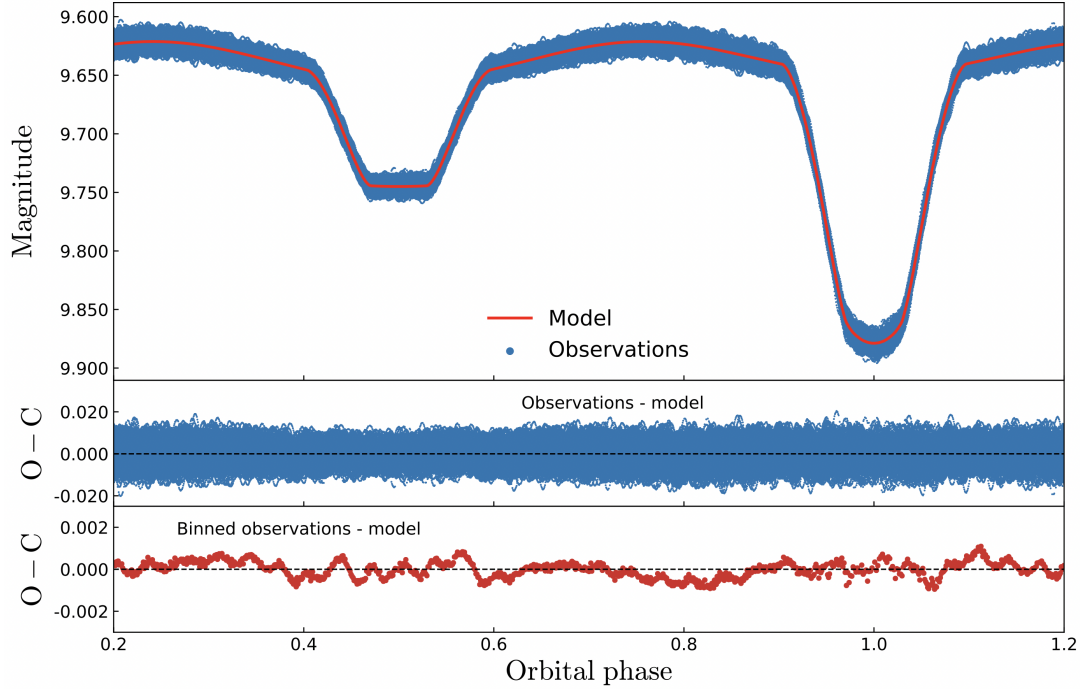 9.600
9.650
9.700
9.750
9.800
9.850
9.900
Magnitude
Model
Observations
0.020
0.000
-0.020
O − C
Observations - model
0.002
0.000
-0.002
O − C
Binned observations - model
0.2 0.4 0.6 0.8 1.0 1.2
Orbital phase